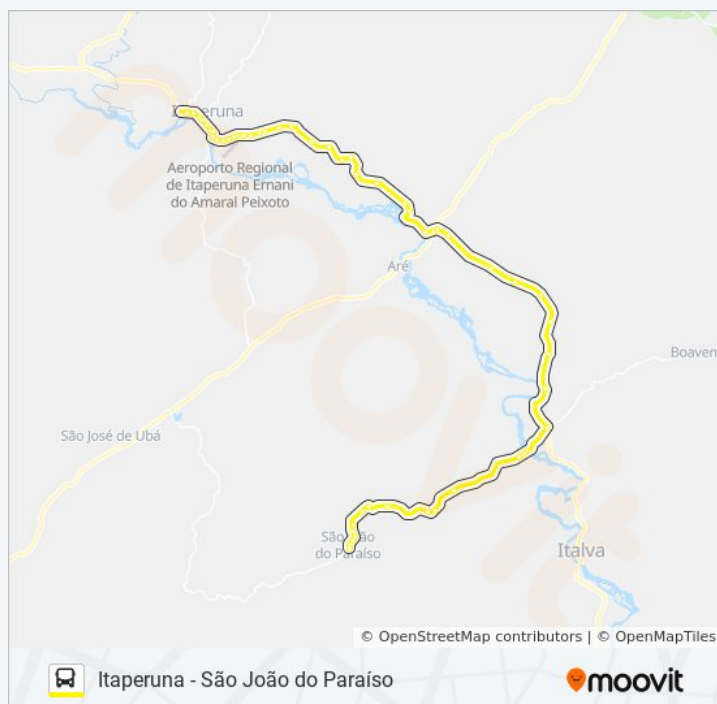 Itaperuna
Aeroporto Regional
de Itaperuna Ernani
do Amaral Peixoto
Aré
Boaven
São José de Ubá
São João
do Paraíso
Italva
© OpenStreetMap contributors | © OpenMapTiles
Itaperuna - São João do Paraíso
moovit